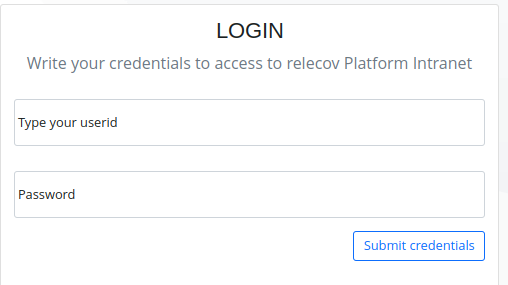 LOGIN
Write your credentials to access to relecov Platform Intranet
Type your userid
Password
Submit credentials